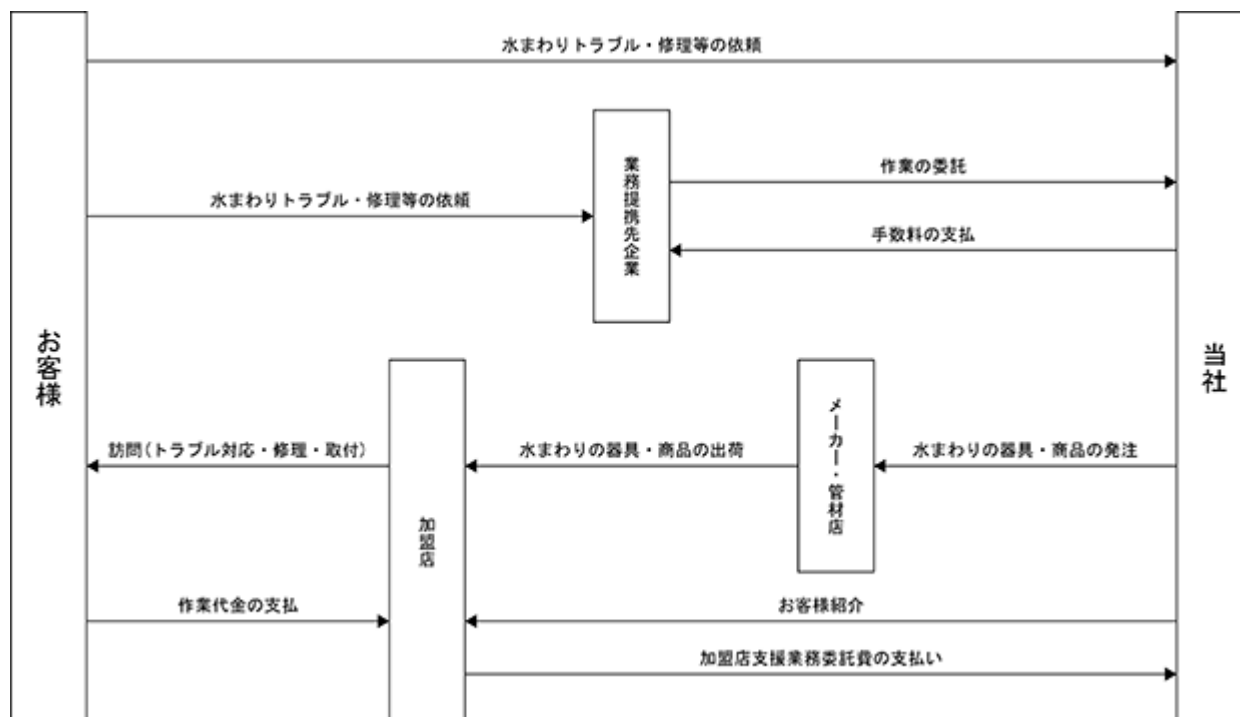 水まわりトラブル・修理等の依頼
業務提携先企業
作業の委託
水まわりトラブル・修理等の依頼
手数料の支払
お客様
当社
加盟店
メーカー・管材店
訪問(トラブル対応・修理・取付)
水まわりの器具・商品の出荷
水まわりの器具・商品の発注
作業代金の支払
お客様紹介
加盟店支援業務委託費の支払い